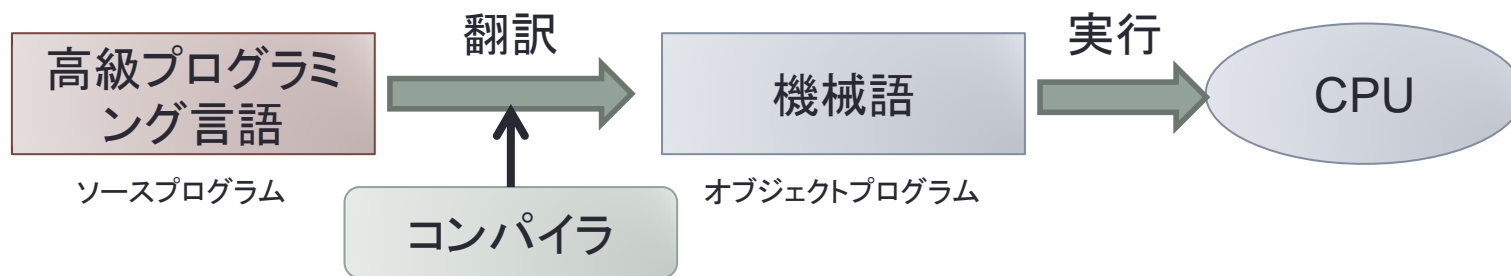 翻訳
実行
高級プログラミ
ング言語
機械語
CPU
ソースプログラム
オブジェクトプログラム
コンパイラ